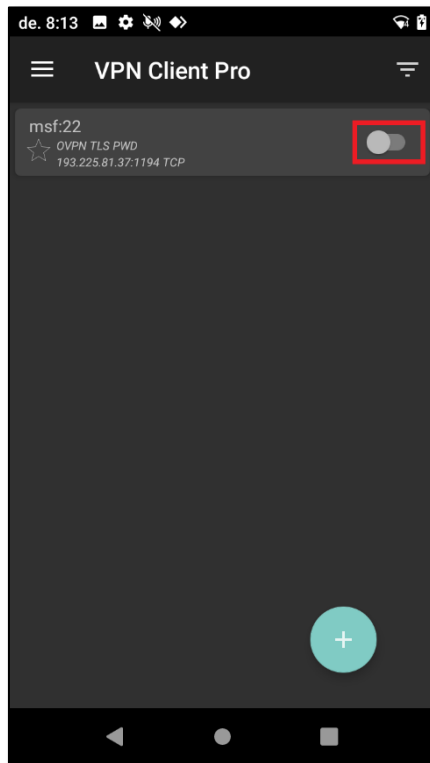 de. 8:13
VPN Client Pro
msf:22
OVPN TLS PWD
193.225.81.37:1194 TCP
+